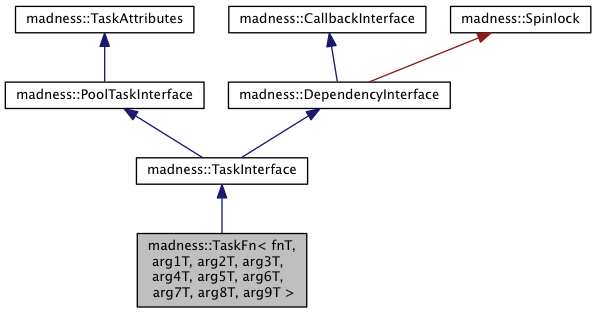 madness::TaskAttributes
madness::CallbackInterface
madness::Spinlock
madness::PoolTaskInterface
madness::DependencyInterface
madness::TaskInterface
madness::TaskFn< fnT,
arg1T, arg2T, arg3T,
arg4T, arg5T, arg6T,
arg7T, arg8T, arg9T >